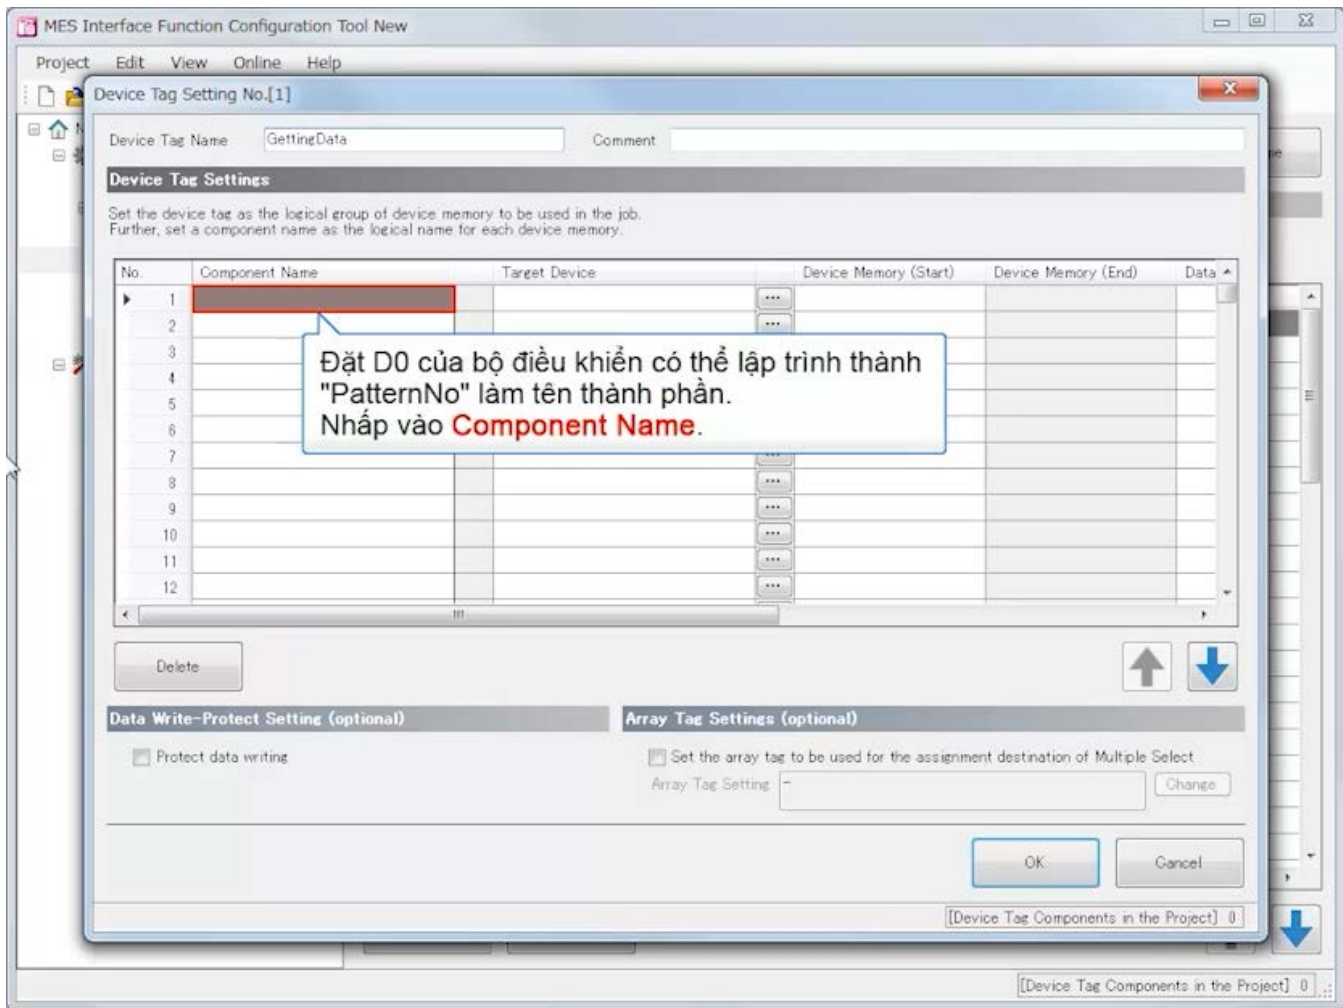 MES Interface Function Configuration Tool New
Project Edit View Online Help
Device Tag Setting No.[1]
Device Tag Name GettingData Comment
Device Tag Settings
Set the device tag as the logical group of device memory to be used in the job.
Further, set a component name as the logical name for each device memory.
No. Component Name Target Device Device Memory (Start) Device Memory (End) Data
1
2
3
4
5
6
7
8
9
10
11
12
Đặt D0 của bộ điều khiển có thể lập trình thành
"PatternNo" làm tên thành phần.
Nhấp vào Component Name.
Delete
Data Write-Protect Setting (optional) Array Tag Settings (optional)
Protect data writing Set the array tag to be used for the assignment destination of Multiple Select
Array Tag Setting - Change
OK Cancel
[Device Tag Components in the Project] 0
[Device Tag Components in the Project] 0